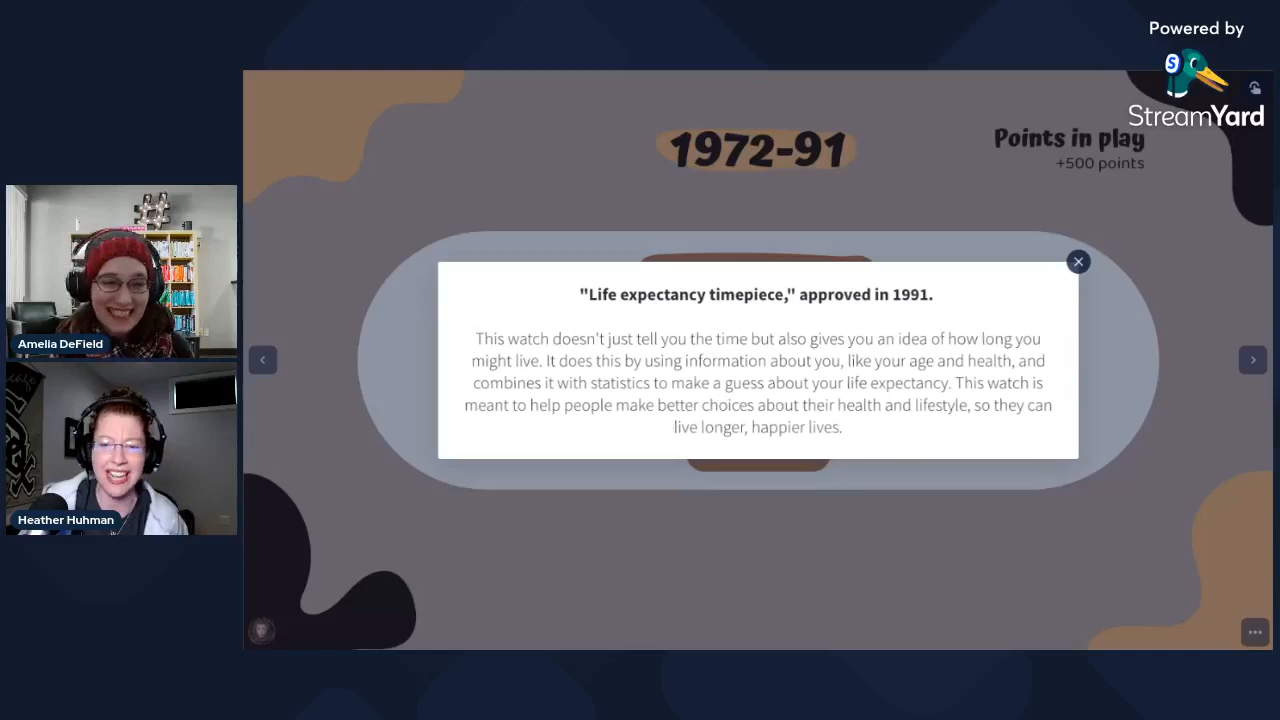 Powered by
S
StreamYard
1972-91
Points in play
+500 points
"Life expectancy timepiece," approved in 1991.
This watch doesn't just tell you the time but also gives you an idea of how long you
might live. It does this by using information about you, like your age and health, and
combines it with statistics to make a guess about your life expectancy. This watch is
meant to help people make better choices about their health and lifestyle, so they can
live longer, happier lives.
Amelia DeField
Heather Huhman